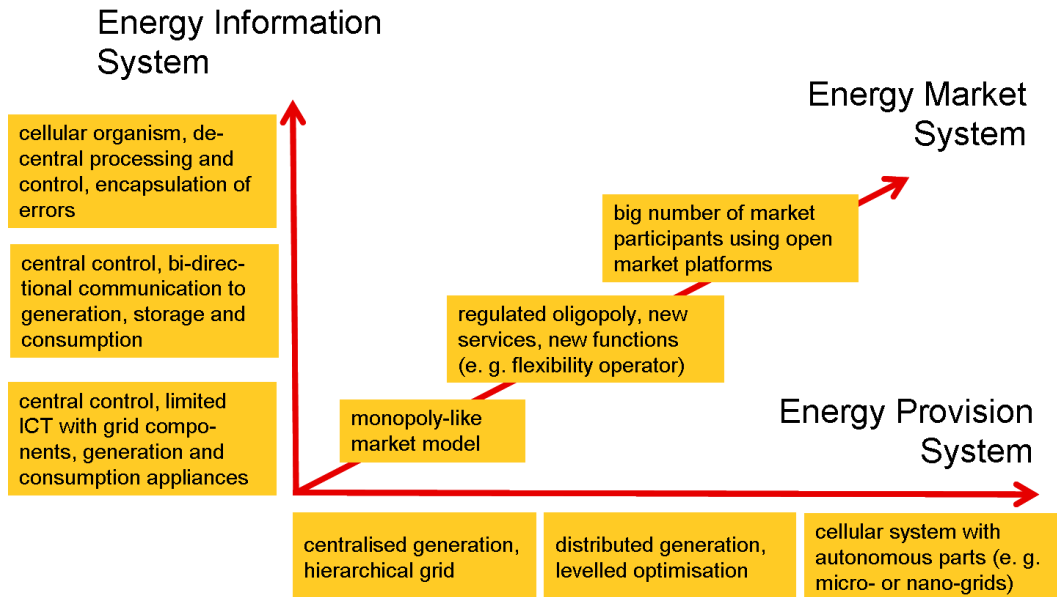 Energy Information
System
Energy Market
System
cellular organism, de-
central processing and
control, encapsulation of
errors
big number of market
participants using open
market platforms
central control, bi-direc-
tional communication to
generation, storage and
consumption
regulated oligopoly, new
services, new functions
(e. g. flexibility operator)
central control, limited
ICT with grid compo-
nents, generation and
consumption appliances
monopoly-like
market model
Energy Provision
System
centralised generation,
hierarchical grid
distributed generation,
levelled optimisation
cellular system with
autonomous parts (e. g.
micro- or nano-grids)